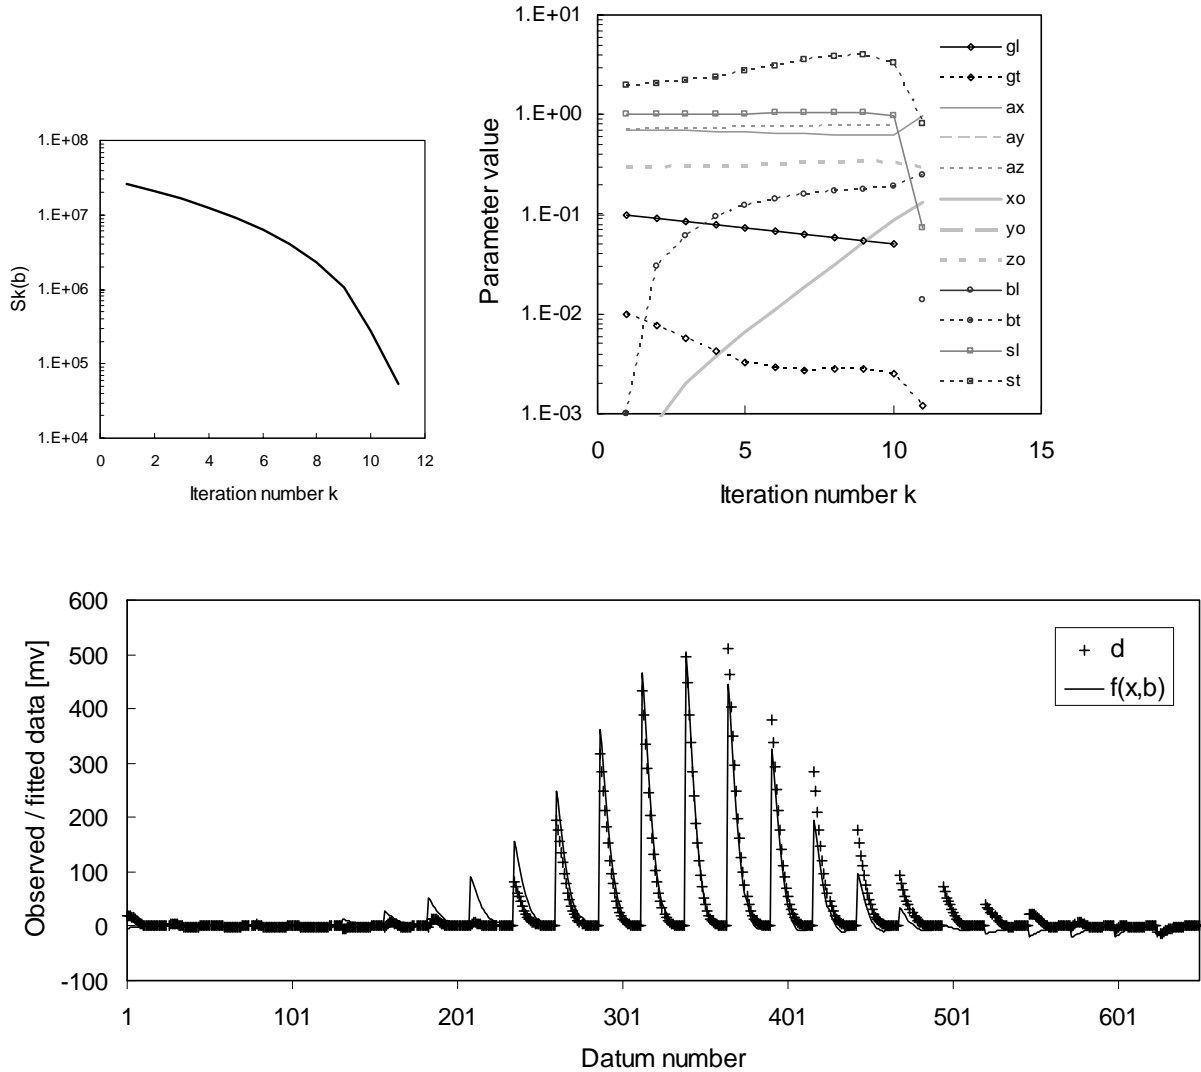 1.E+08
1.E+07
1.E+06
1.E+05
1.E+04
Sk(b)
0 2 4 6 8 10 12
Iteration number k
1.E+01
1.E+00
1.E-01
1.E-02
1.E-03
Parameter value
0 5 10 15
Iteration number k
gl
gt
ax
ay
az
xo
yo
zo
bl
bt
sl
st
600
500
400
300
200
100
0
-100
Observed / fitted data [mv]
d
f(x,b)
1 101 201 301 401 501 601
Datum number